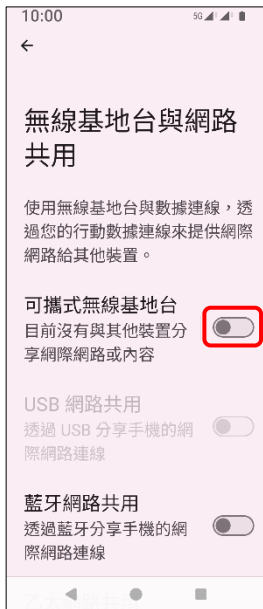 10:00 5G
無線基地台與網路
共用
使用無線基地台與數據連線，透
過您的行動數據連線來提供網際
網路給其他裝置。
可攜式無線基地台
目前沒有與其他裝置分
享網際網路或內容
USB 網路共用
透過 USB 分享手機的網
際網路連線
藍牙網路共用
透過藍牙分享手機的網
際網路連線